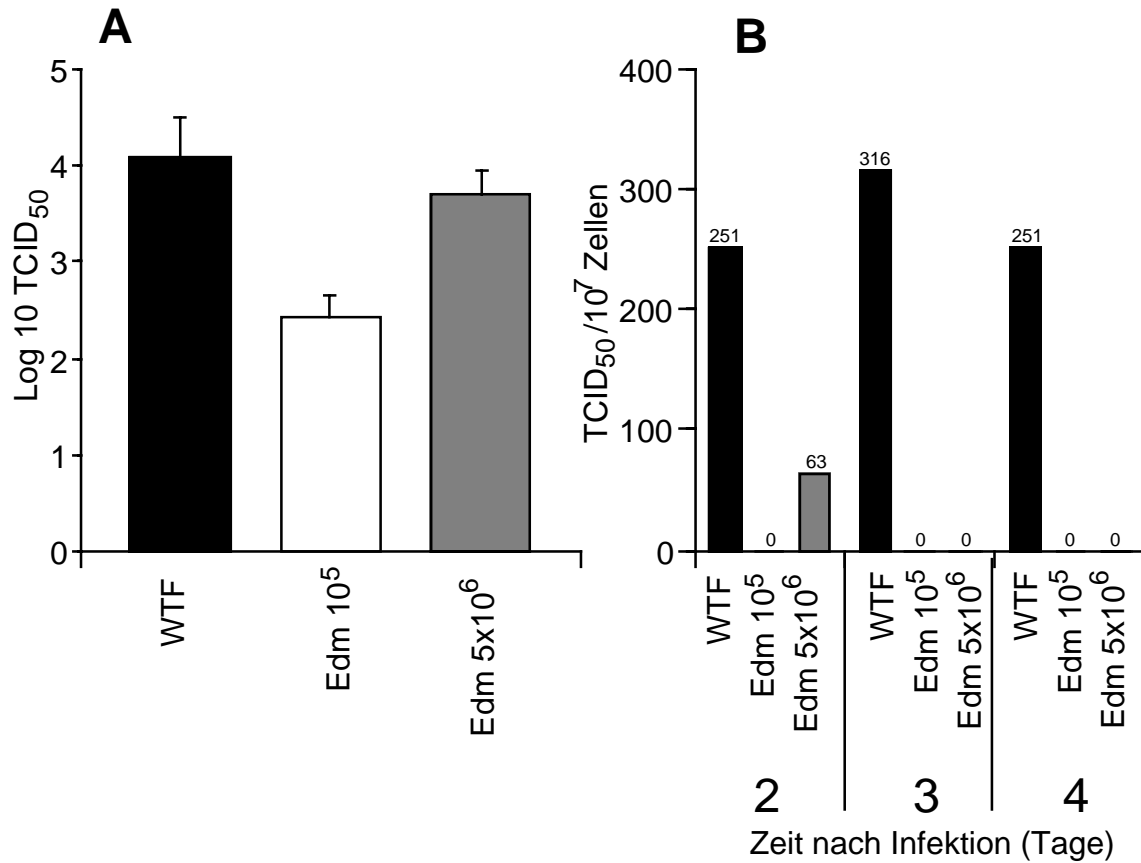 A
5
4
3
2
1
0
Log 10 TCID50
WTF
Edm 10^5
Edm 5x10^6
B
400
300
200
100
0
TCID50/10^7 Zellen
251
0
63
316
0
0
251
0
0
WTF
Edm 10^5
Edm 5x10^6
WTF
Edm 10^5
Edm 5x10^6
WTF
Edm 10^5
Edm 5x10^6
2
3
4
Zeit nach Infektion (Tage)